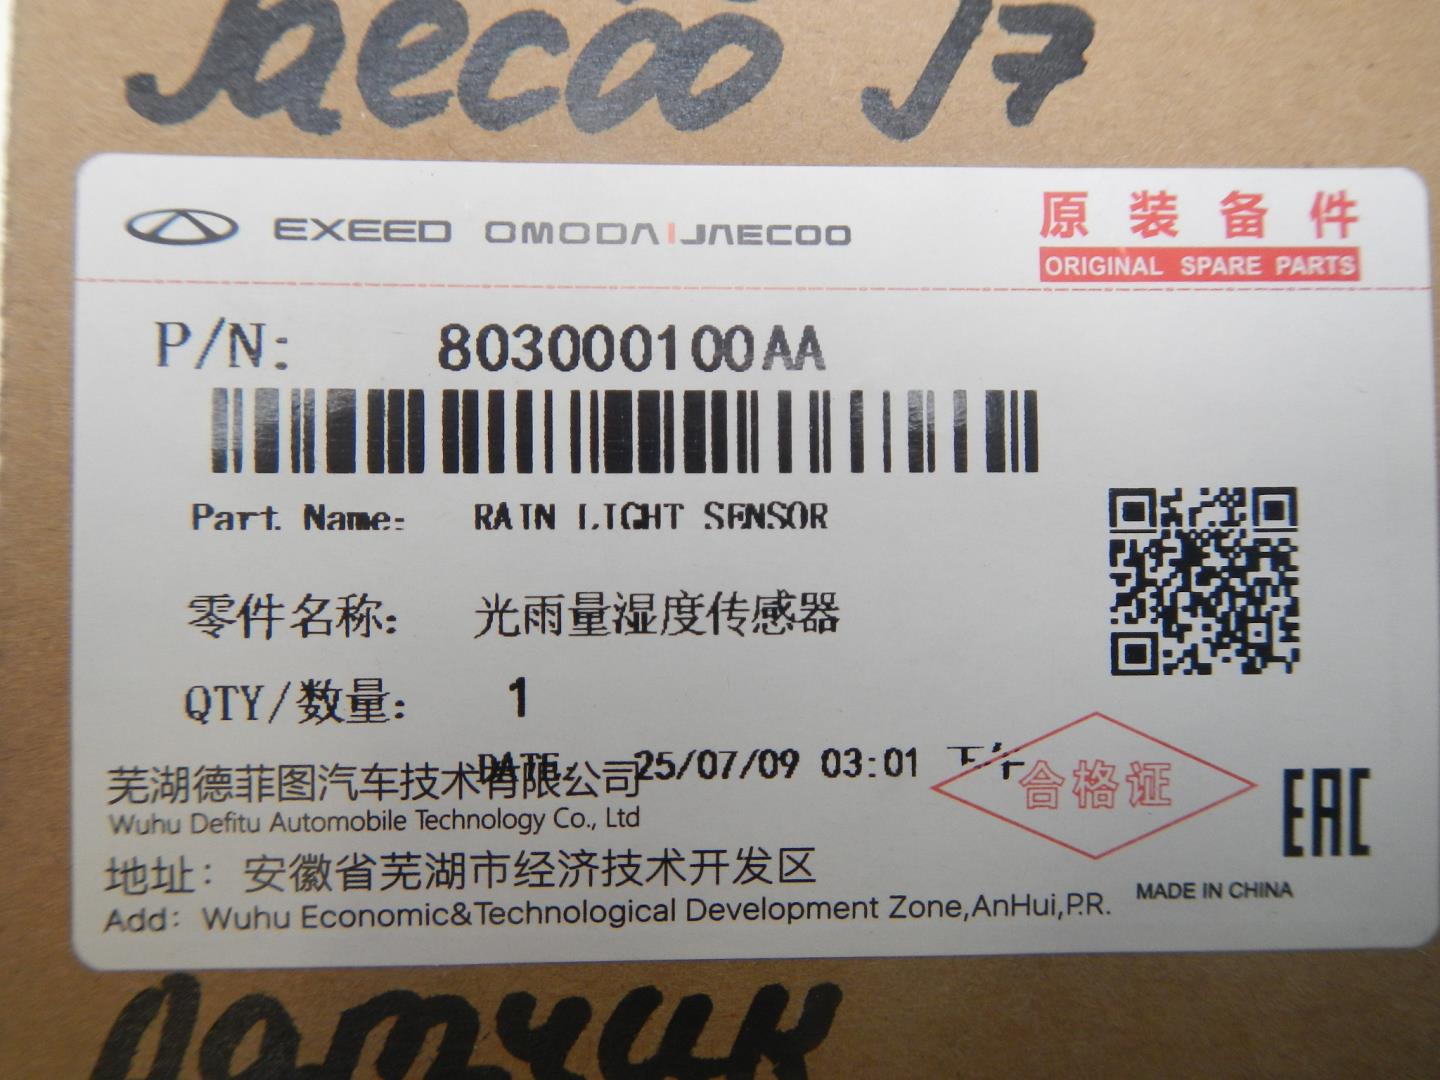 Jaecoo J7
EXEED OMODA|JAECOO
原装备件
ORIGINAL SPARE PARTS
P/N: 803000100AA
Part Name: RAIN LIGHT SENSOR
零件名称: 光雨量湿度传感器
QTY/数量: 1
DATE: 25/07/09 03:01 下午
芜湖德菲图汽车技术有限公司
合格证
EAC
Wuhu Defitu Automobile Technology Co., Ltd
地址：安徽省芜湖市经济技术开发区
MADE IN CHINA
Add: Wuhu Economic&Technological Development Zone,AnHui,P.R.
Датчик